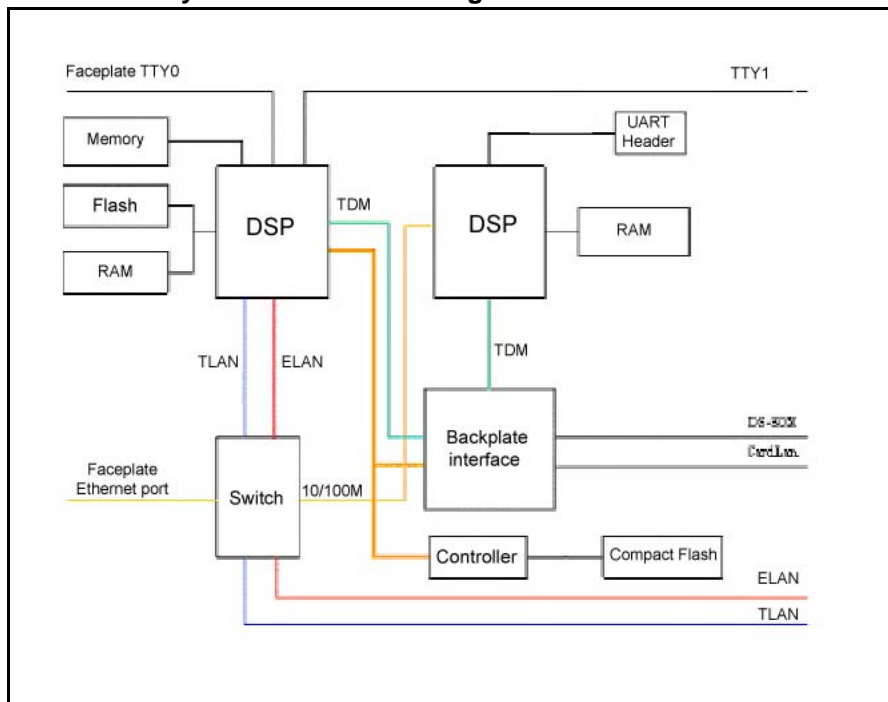 Faceplate TTY0
TTY1
Memory
UART
Header
Flash
DSP
TDM
DSP
RAM
RAM
TLAN
ELAN
TDM
Backplate
interface
Faceplate
Ethernet port
Switch
10/100M
Controller
Compact Flash
ELAN
TLAN